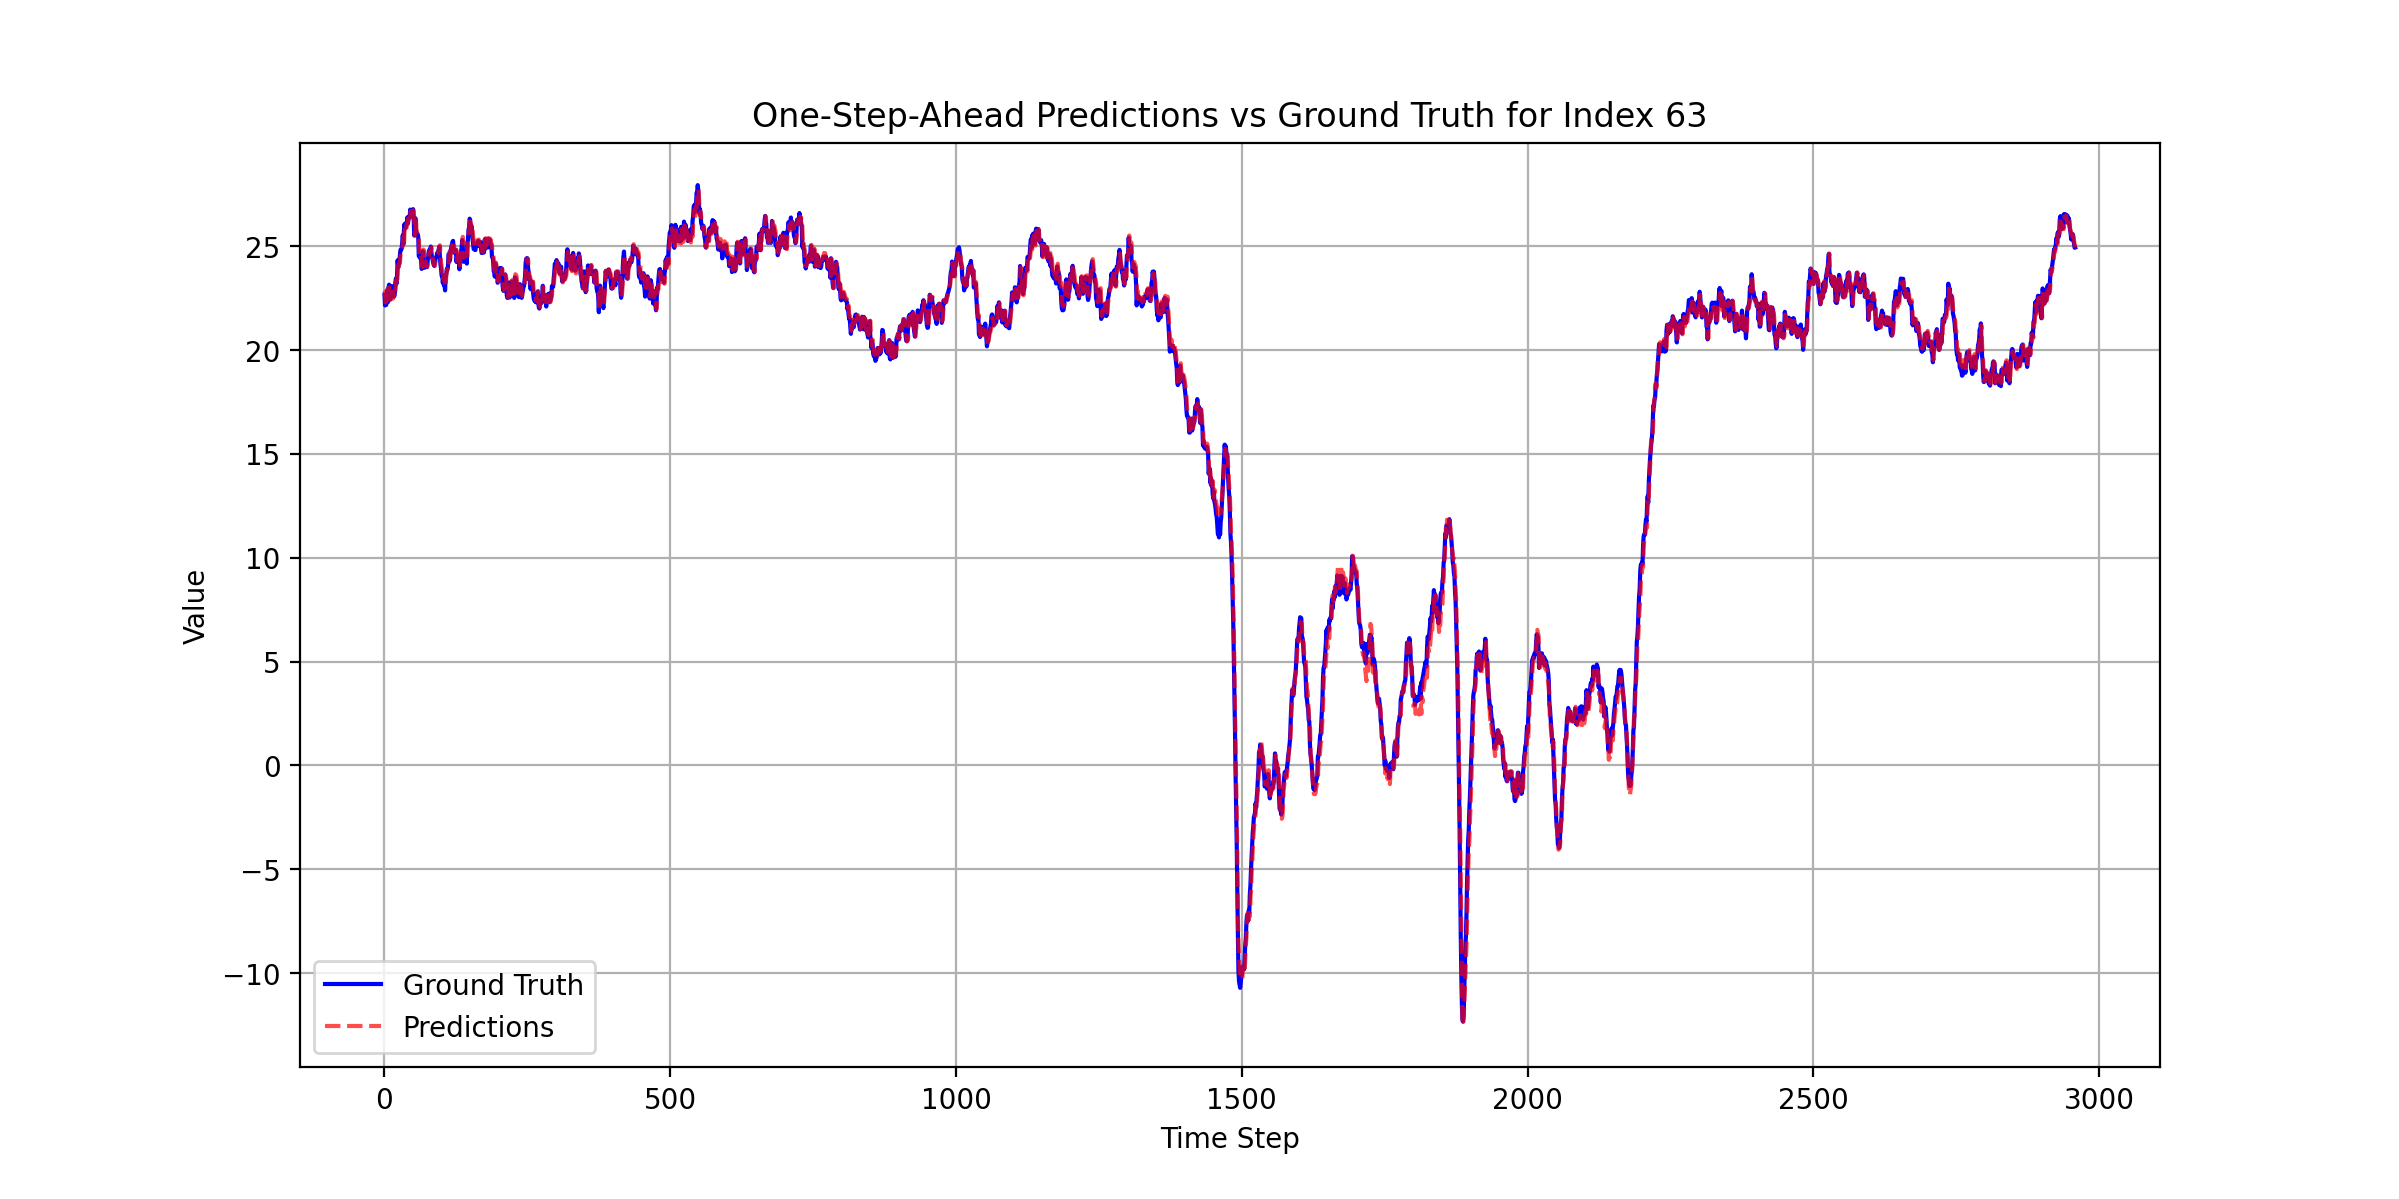 One-Step-Ahead Predictions vs Ground Truth for Index 63
25
20
15
10
5
0
−5
−10
Value
Ground Truth
Predictions
0 500 1000 1500 2000 2500 3000
Time Step